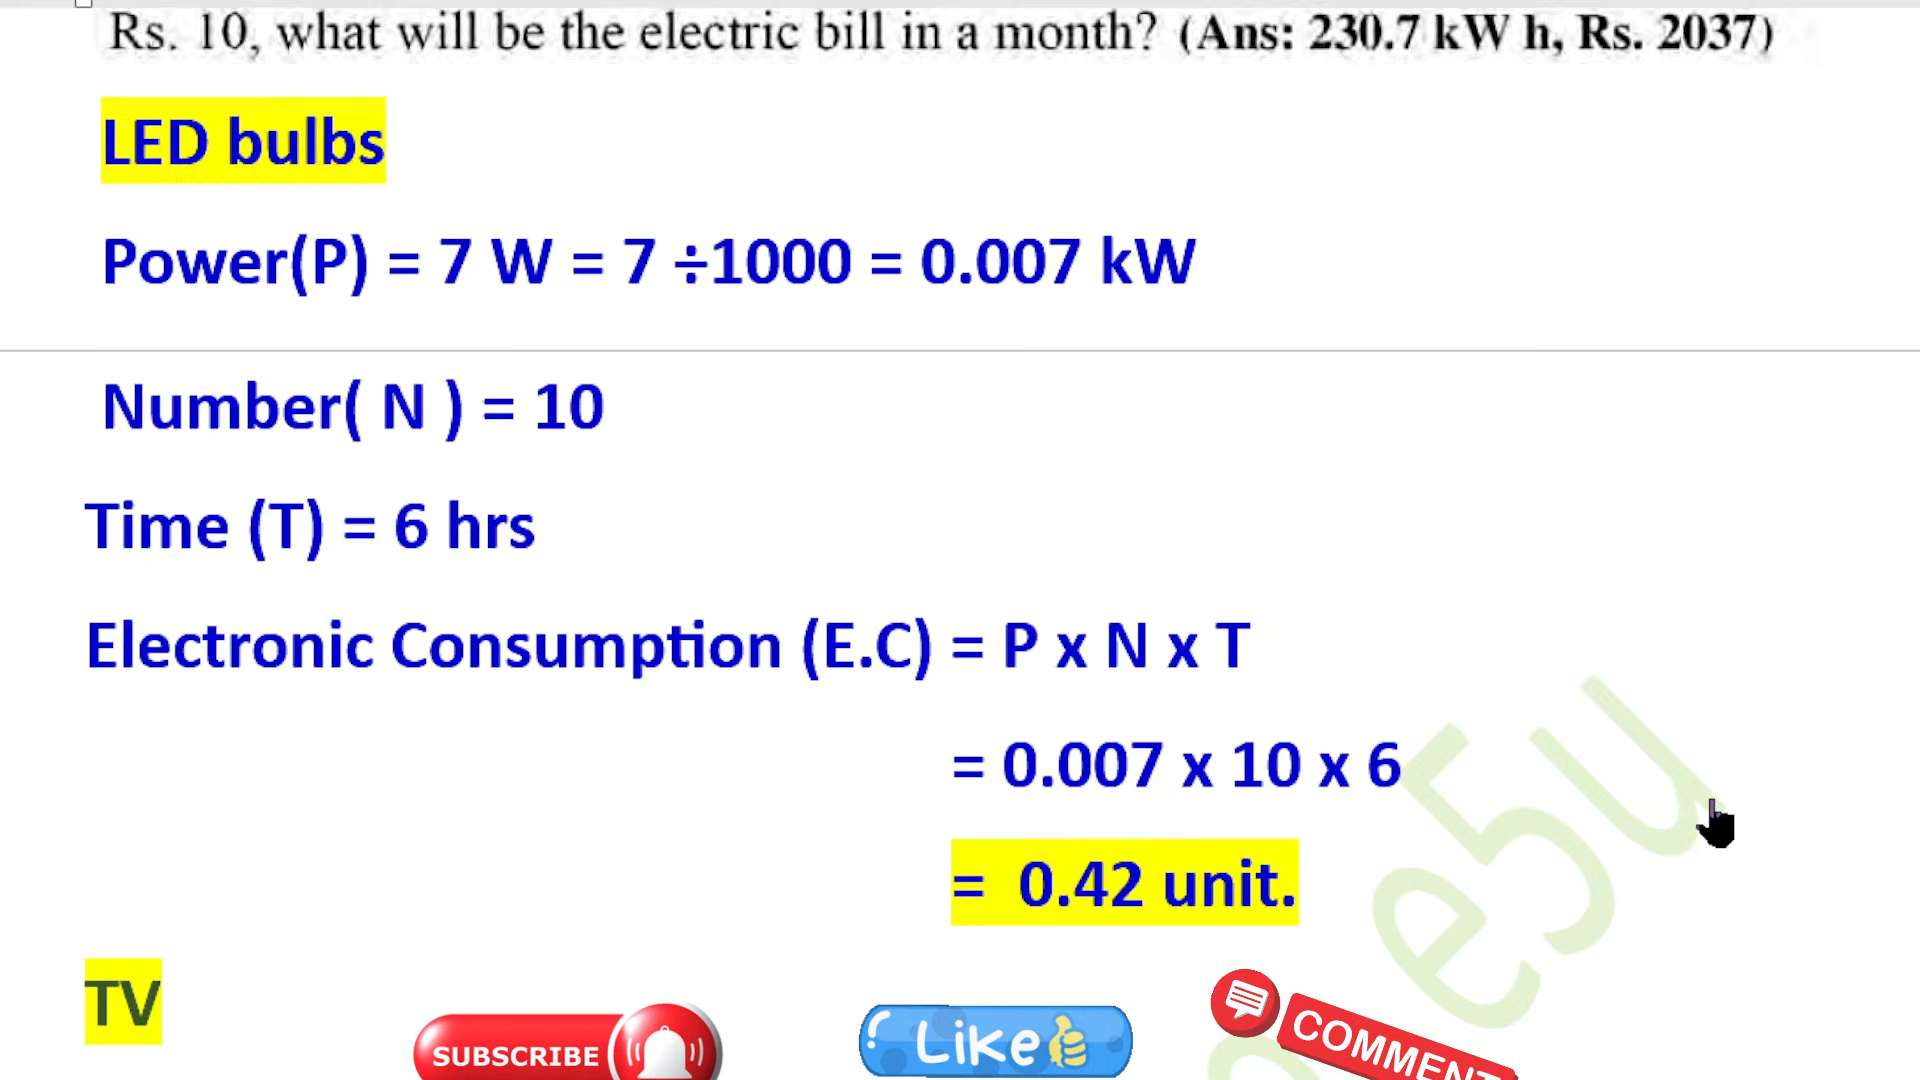 Rs. 10, what will be the electric bill in a month? (Ans: 230.7 kW h, Rs. 2037)
LED bulbs
Power(P) = 7 W = 7 ÷1000 = 0.007 kW
Number( N ) = 10
Time (T) = 6 hrs
Electronic Consumption (E.C) = P x N x T
= 0.007 x 10 x 6
= 0.42 unit.
e5u
TV
SUBSCRIBE
Like
COMMENT